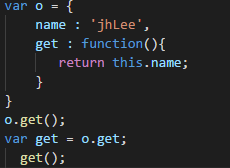 var o = {
name : 'jhLee',
get : function(){
return this.name;
}
}
o.get();
var get = o.get;
get();